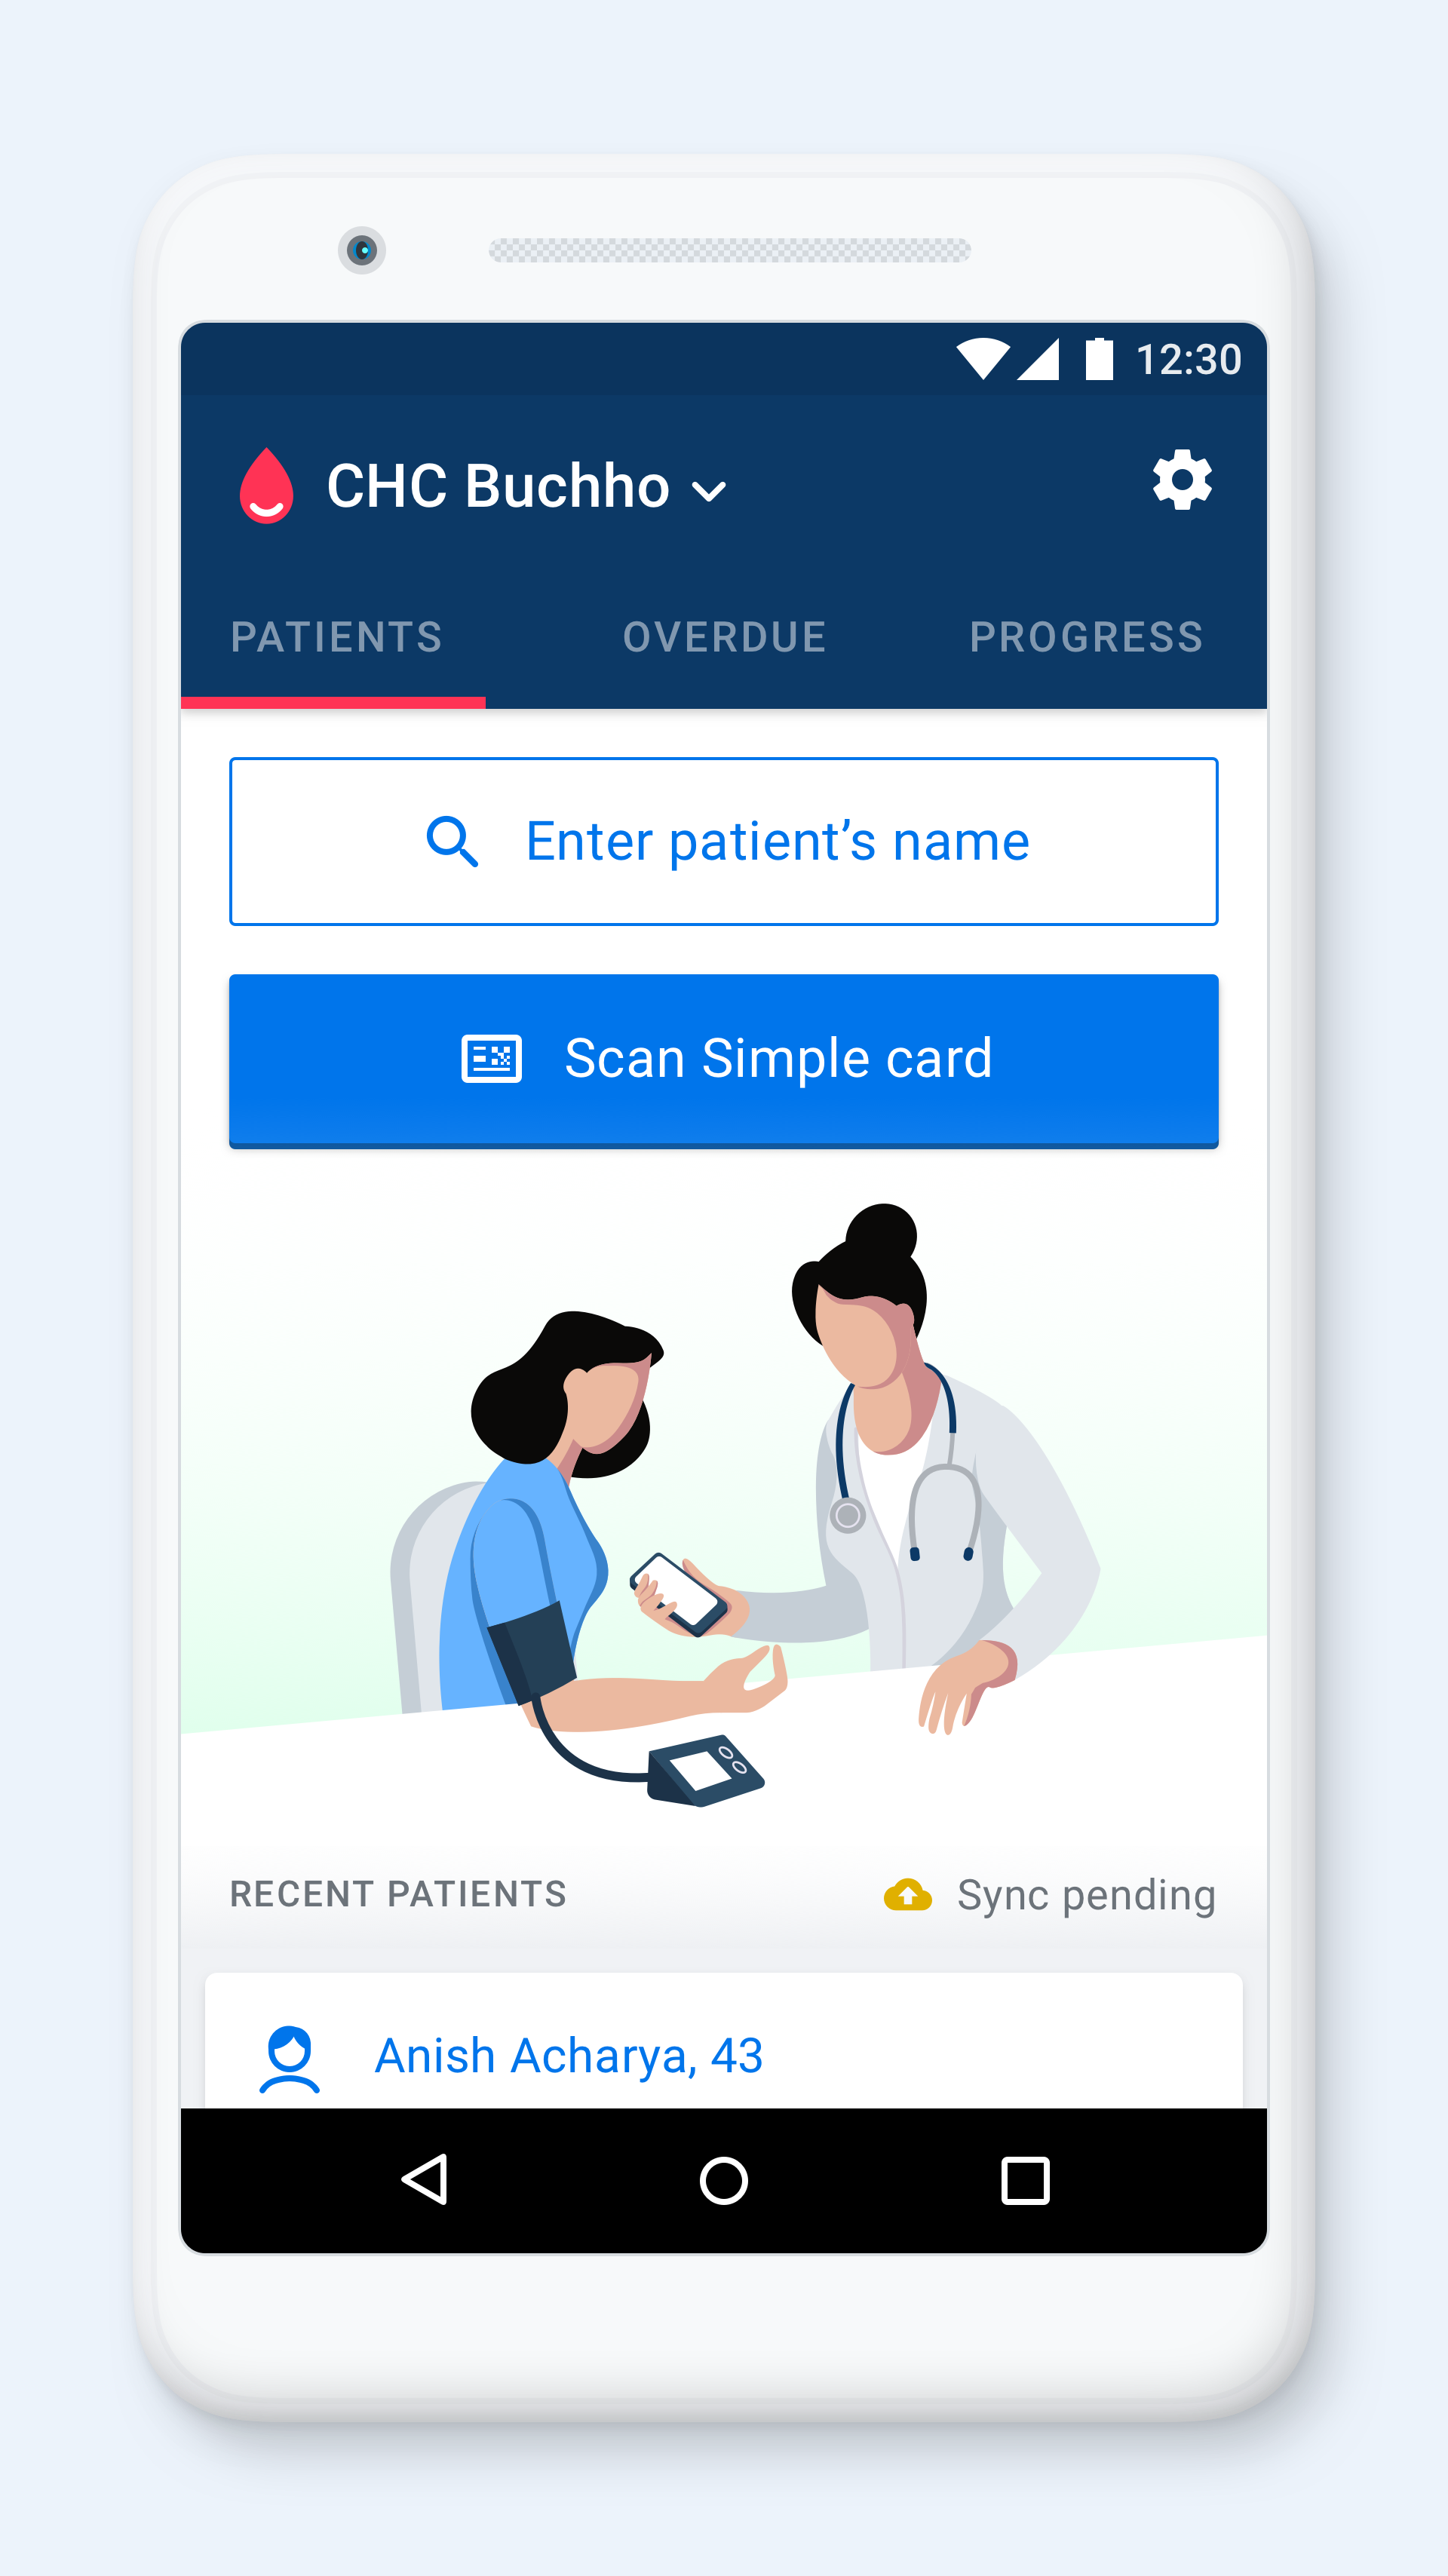 12:30
CHC Buchho
PATIENTS OVERDUE PROGRESS
Enter patient’s name
Scan Simple card
RECENT PATIENTS Sync pending
Anish Acharya, 43